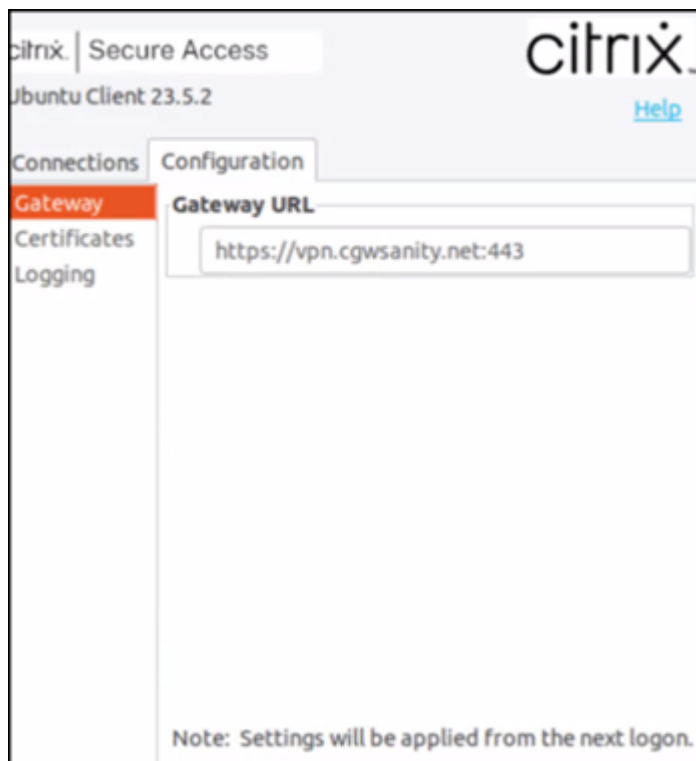 citrix. | Secure Access
citrix.
Ubuntu Client 23.5.2
Help
Connections
Configuration
Gateway
Certificates
Logging
Gateway URL
https://vpn.cgwsanity.net:443
Note: Settings will be applied from the next logon.